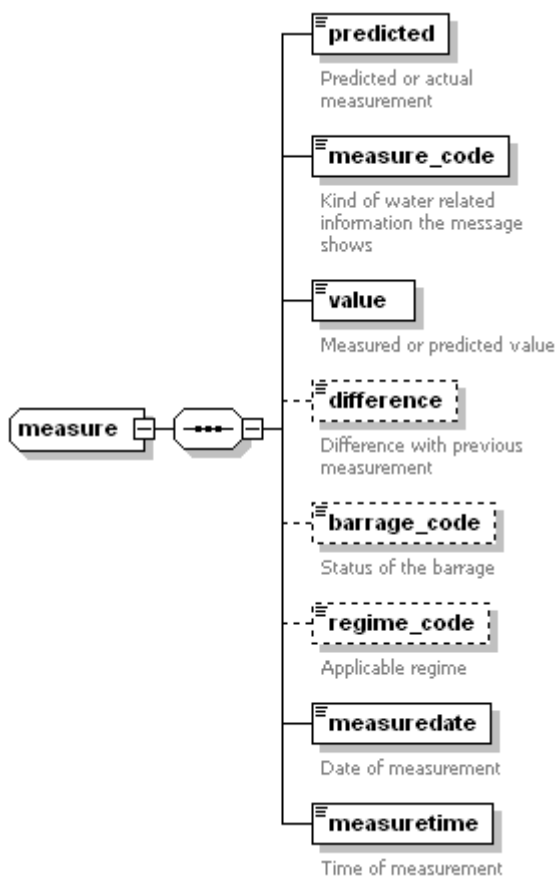 predicted
Predicted or actual
measurement
measure_code
Kind of water related
information the message
shows
value
Measured or predicted value
difference
Difference with previous
measurement
measure
barrage_code
Status of the barrage
regime_code
Applicable regime
measuredate
Date of measurement
measuretime
Time of measurement